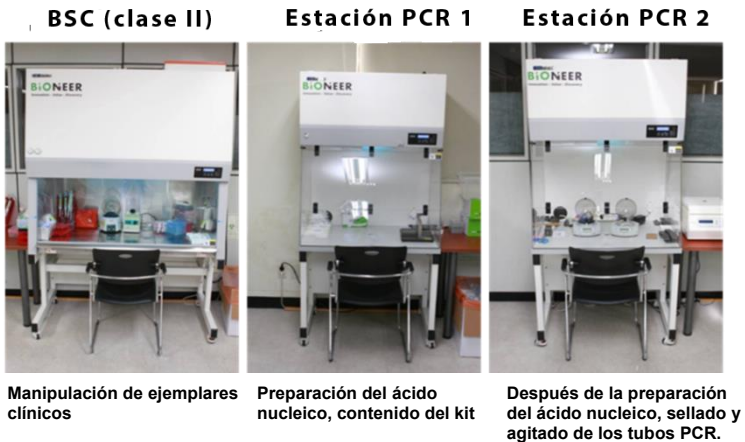 BSC (clase II)
Estación PCR 1
Estación PCR 2
BiONEER
BiONEER
BiONEER
Manipulación de ejemplares
clínicos
Preparación del ácido
nucleico, contenido del kit
Después de la preparación
del ácido nucleico, sellado y
agitado de los tubos PCR.